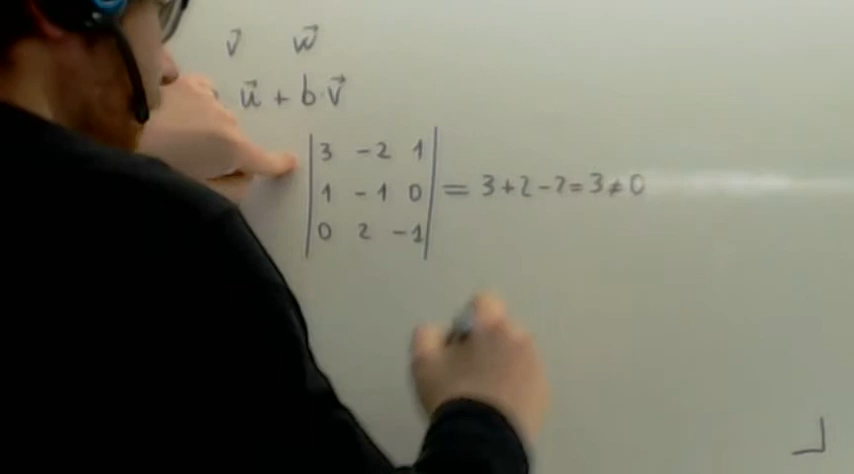 v⃗ w⃗
u⃗ + b·v⃗
| 3 -2 1 |
| 1 -1 0 | = 3+2-2=3≠0
| 0 2 -1 |